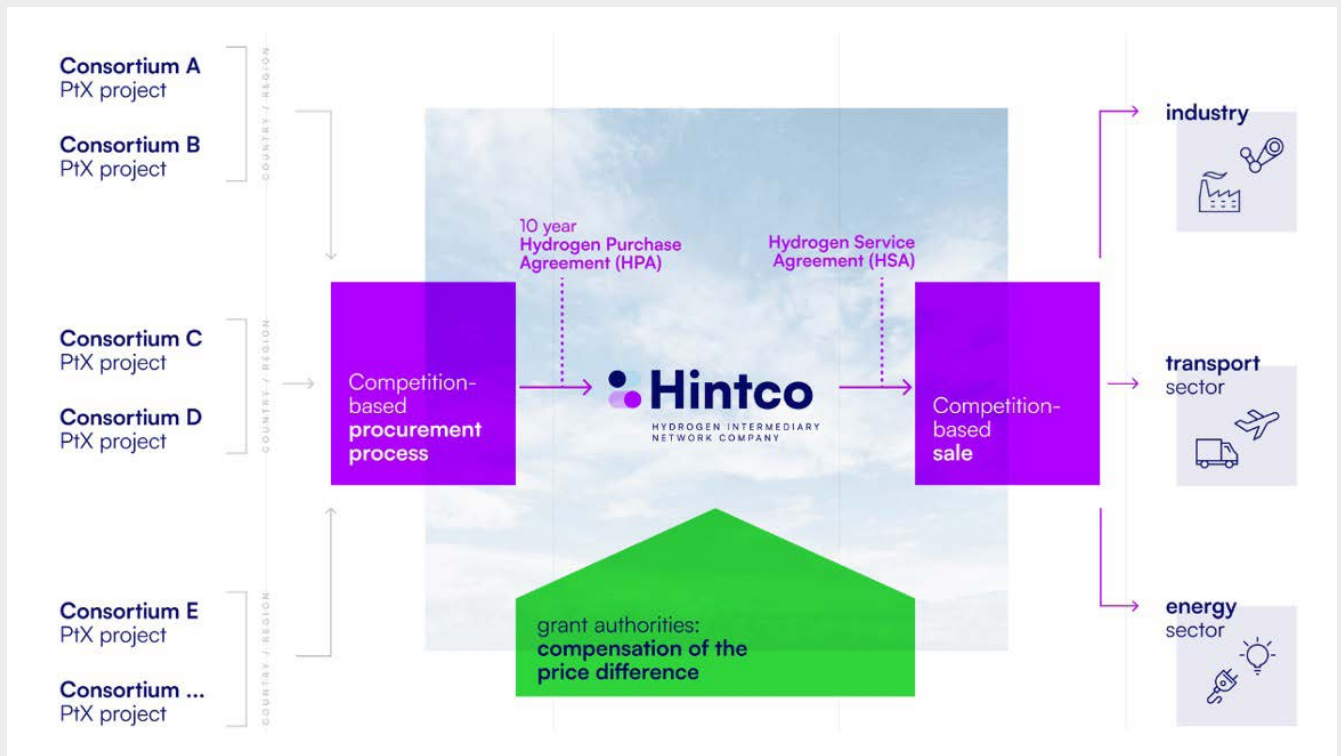 Consortium A
PtX project
Consortium B
PtX project
COUNTRY / REGION
Consortium C
PtX project
Consortium D
PtX project
COUNTRY / REGION
Consortium E
PtX project
Consortium ...
PtX project
COUNTRY / REGION
Competition-
based
procurement
process
10 year
Hydrogen Purchase
Agreement (HPA)
Hintco
HYDROGEN INTERMEDIARY
NETWORK COMPANY
Hydrogen Service
Agreement (HSA)
Competition-
based
sale
grant authorities:
compensation of the
price difference
industry
transport
sector
energy
sector